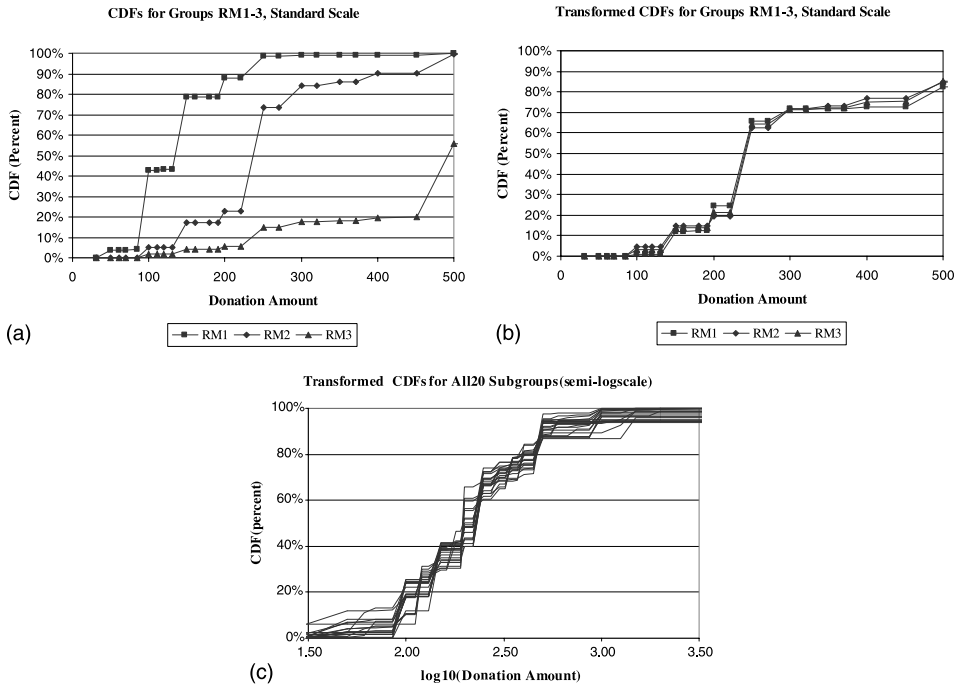 CDFs for Groups RM1-3, Standard Scale
100%
90%
80%
70%
60%
50%
40%
30%
20%
10%
0%
CDF (Percent)
0 100 200 300 400 500
Donation Amount
(a)
RM1 RM2 RM3
Transformed CDFs for Groups RM1-3, Standard Scale
100%
90%
80%
70%
60%
50%
40%
30%
20%
10%
0%
CDF (Percent)
0 100 200 300 400 500
Donation Amount
(b)
RM1 RM2 RM3
Transformed CDFs for All20 Subgroups(semi-logscale)
100%
80%
60%
40%
20%
0%
CDF(percent)
1.50 2.00 2.50 3.00 3.50
(c)
log10(Donation Amount)